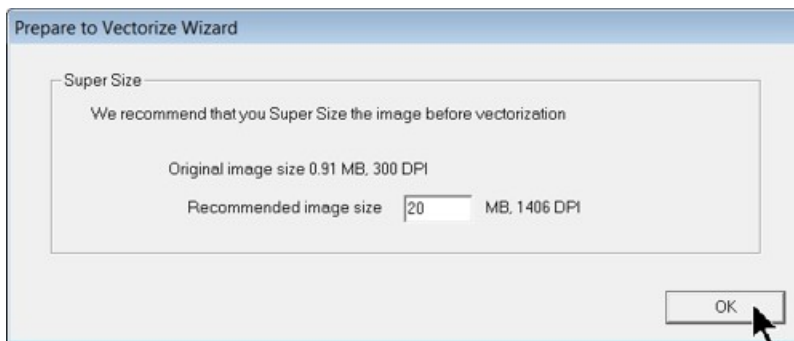 Prepare to Vectorize Wizard
Super Size
We recommend that you Super Size the image before vectorization
Original image size 0.91 MB, 300 DPI
Recommended image size 20 MB, 1406 DPI
OK